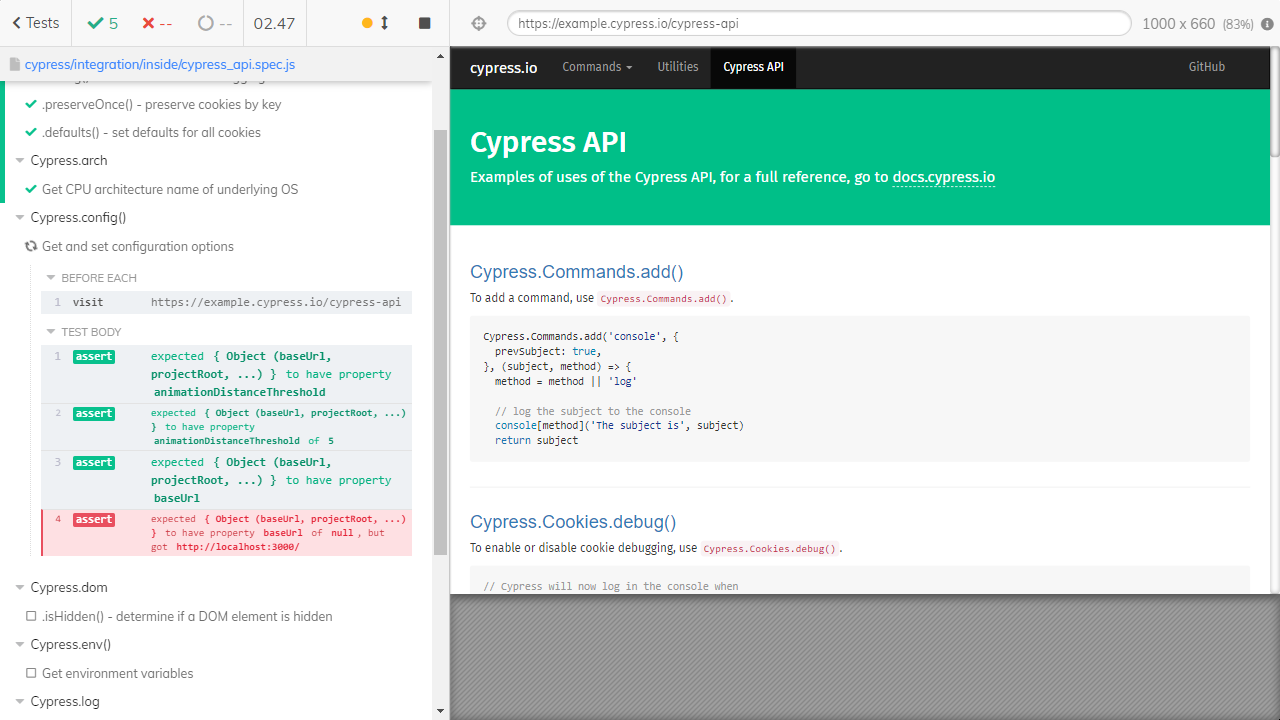 Tests
5
--
--
02.47
https://example.cypress.io/cypress-api
1000 x 660 (83%)
cypress/integration/inside/cypress_api.spec.js
.preserveOnce() - preserve cookies by key
.defaults() - set defaults for all cookies
Cypress.arch
Get CPU architecture name of underlying OS
Cypress.config()
Get and set configuration options
BEFORE EACH
1 visit https://example.cypress.io/cypress-api
TEST BODY
1 assert expected { Object (baseUrl,
projectRoot, ...) } to have property
animationDistanceThreshold
2 assert expected { Object (baseUrl, projectRoot, ...)
} to have property
animationDistanceThreshold of 5
3 assert expected { Object (baseUrl,
projectRoot, ...) } to have property
baseUrl
4 assert expected { Object (baseUrl, projectRoot, ...)
} to have property baseUrl of null, but
got http://localhost:3000/
Cypress.dom
.isHidden() - determine if a DOM element is hidden
Cypress.env()
Get environment variables
Cypress.log
cypress.io
Commands
Utilities
Cypress API
GitHub
Cypress API
Examples of uses of the Cypress API, for a full reference, go to docs.cypress.io
Cypress.Commands.add()
To add a command, use Cypress.Commands.add().
Cypress.Commands.add('console', {
prevSubject: true,
}, (subject, method) => {
method = method || 'log'
// log the subject to the console
console[method]('The subject is', subject)
return subject
Cypress.Cookies.debug()
To enable or disable cookie debugging, use Cypress.Cookies.debug().
// Cypress will now log in the console when